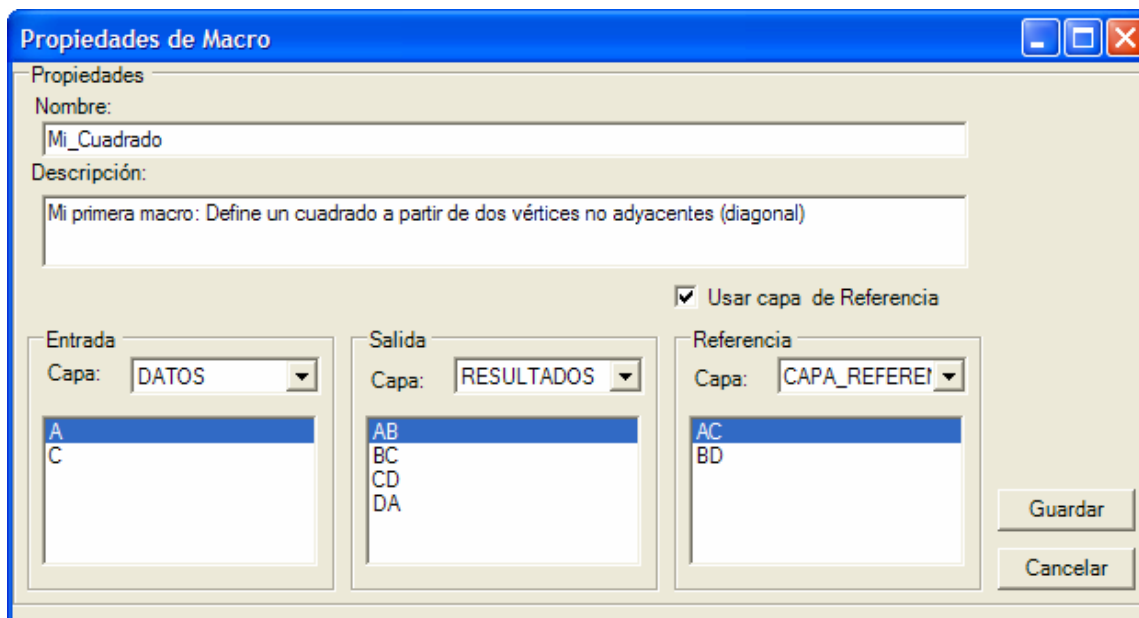 Propiedades de Macro
Propiedades
Nombre:
Mi_Cuadrado
Descripción:
Mi primera macro: Define un cuadrado a partir de dos vértices no adyacentes (diagonal)
Usar capa de Referencia
Entrada
Capa: DATOS
A
C
Salida
Capa: RESULTADOS
AB
BC
CD
DA
Referencia
Capa: CAPA_REFEREN
AC
BD
Guardar
Cancelar